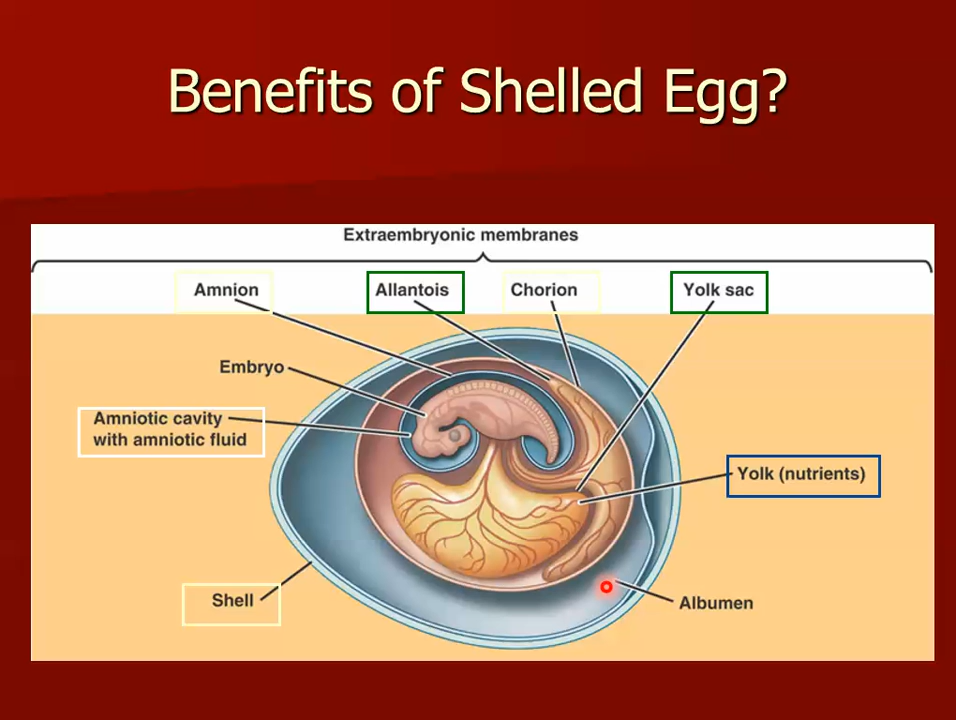 Benefits of Shelled Egg?
Extraembryonic membranes
Amnion
Allantois
Chorion
Yolk sac
Embryo
Amniotic cavity
with amniotic fluid
Yolk (nutrients)
Shell
Albumen